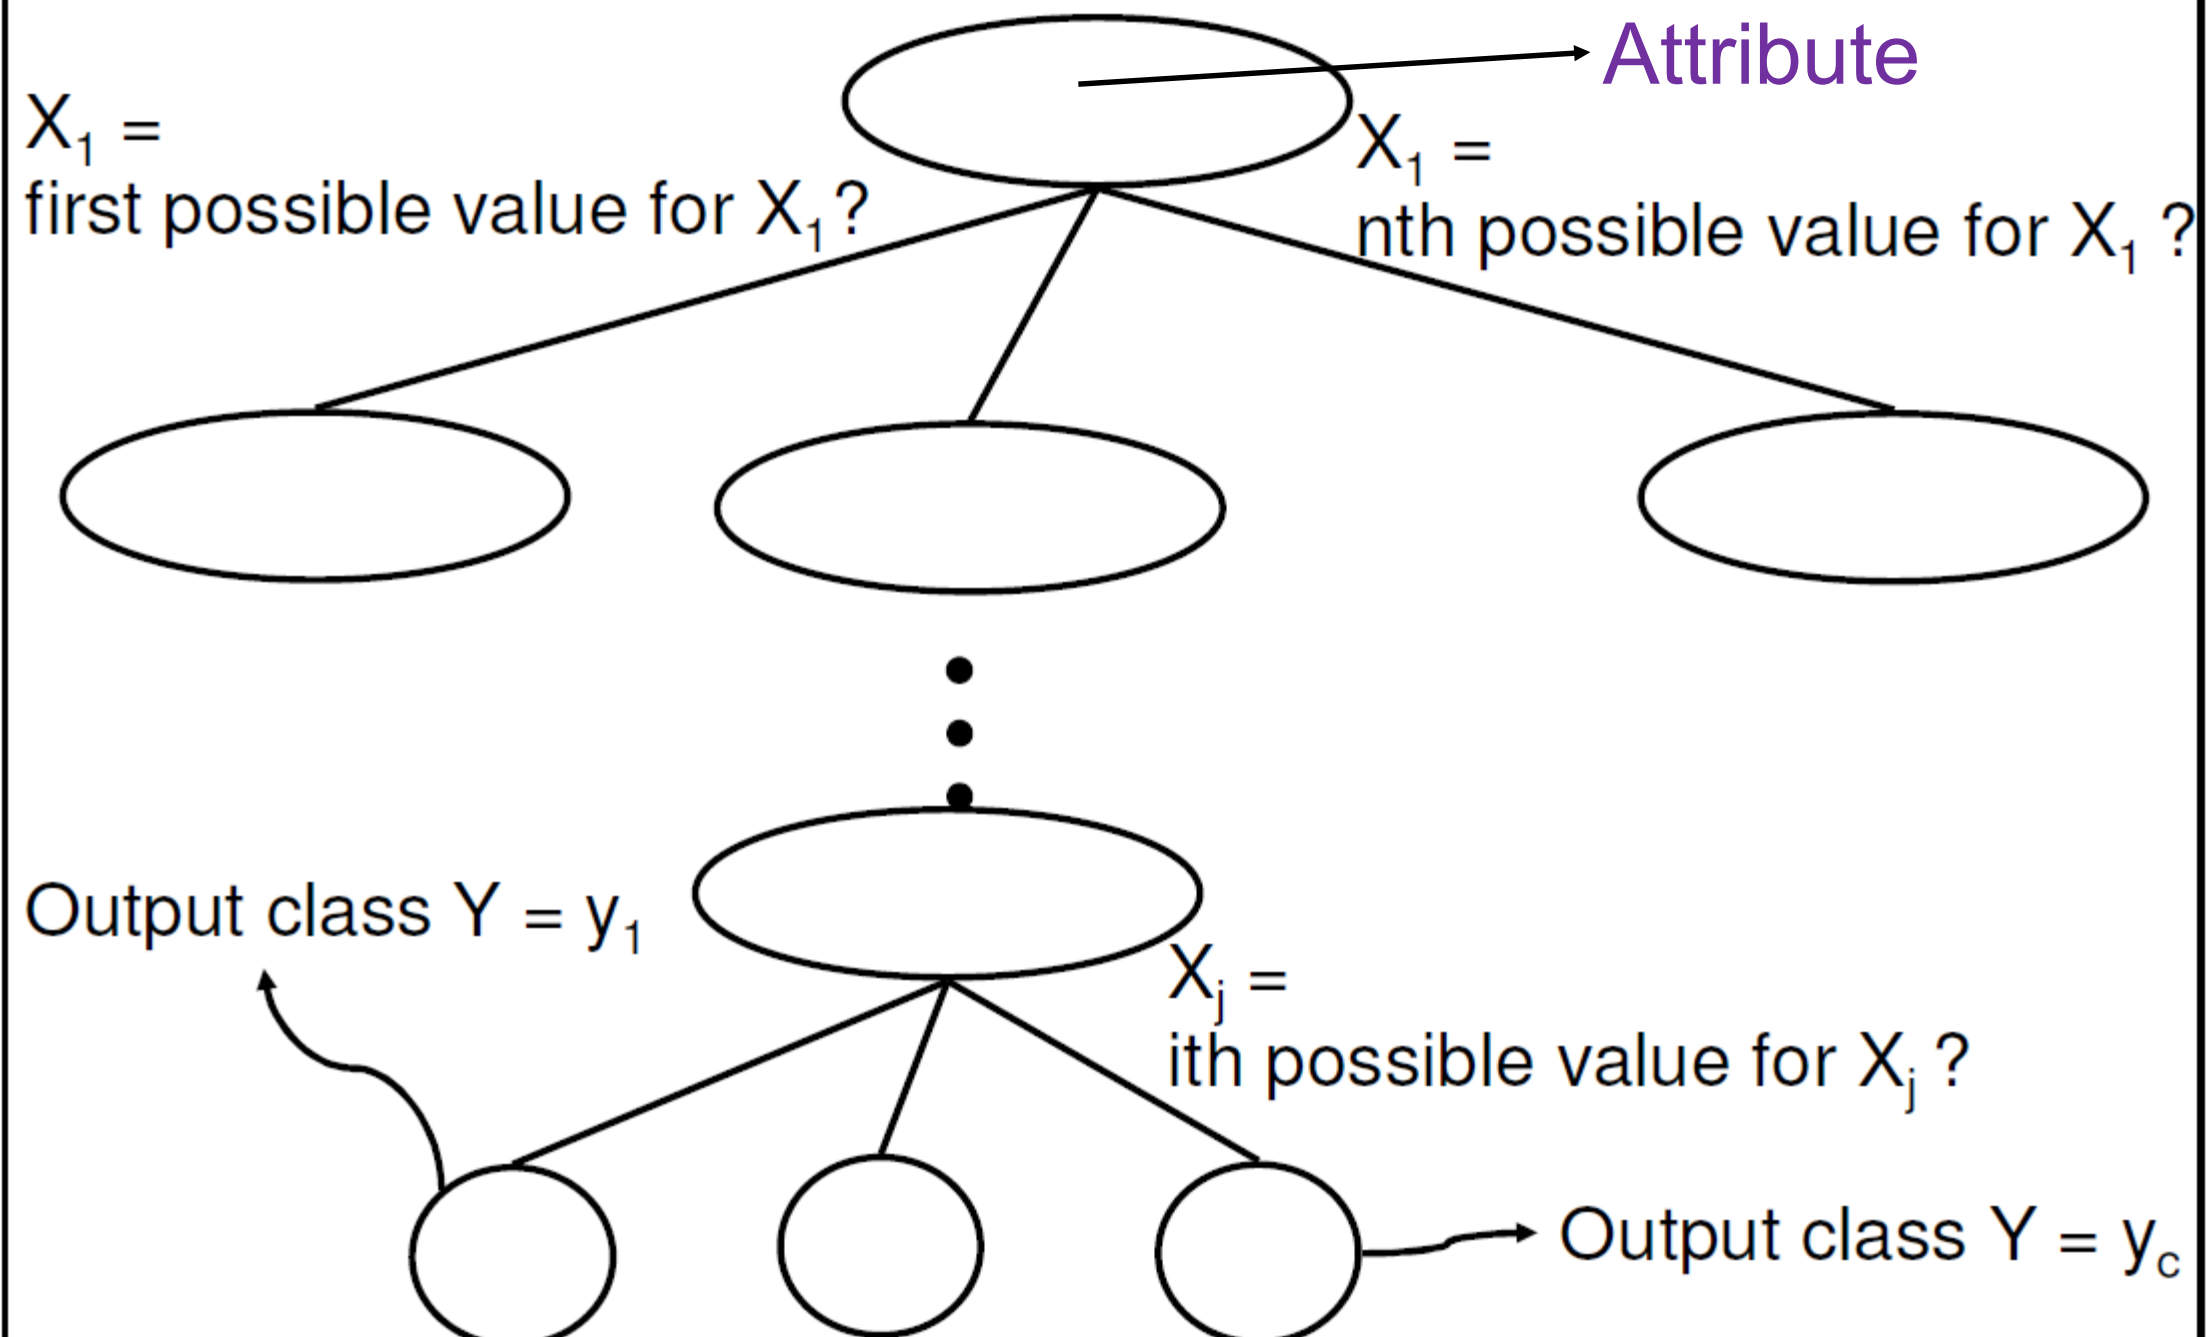 Attribute
X₁ =
first possible value for X₁?
X₁ =
nth possible value for X₁ ?
Output class Y = y₁
Xⱼ =
ith possible value for Xⱼ ?
Output class Y = y_c